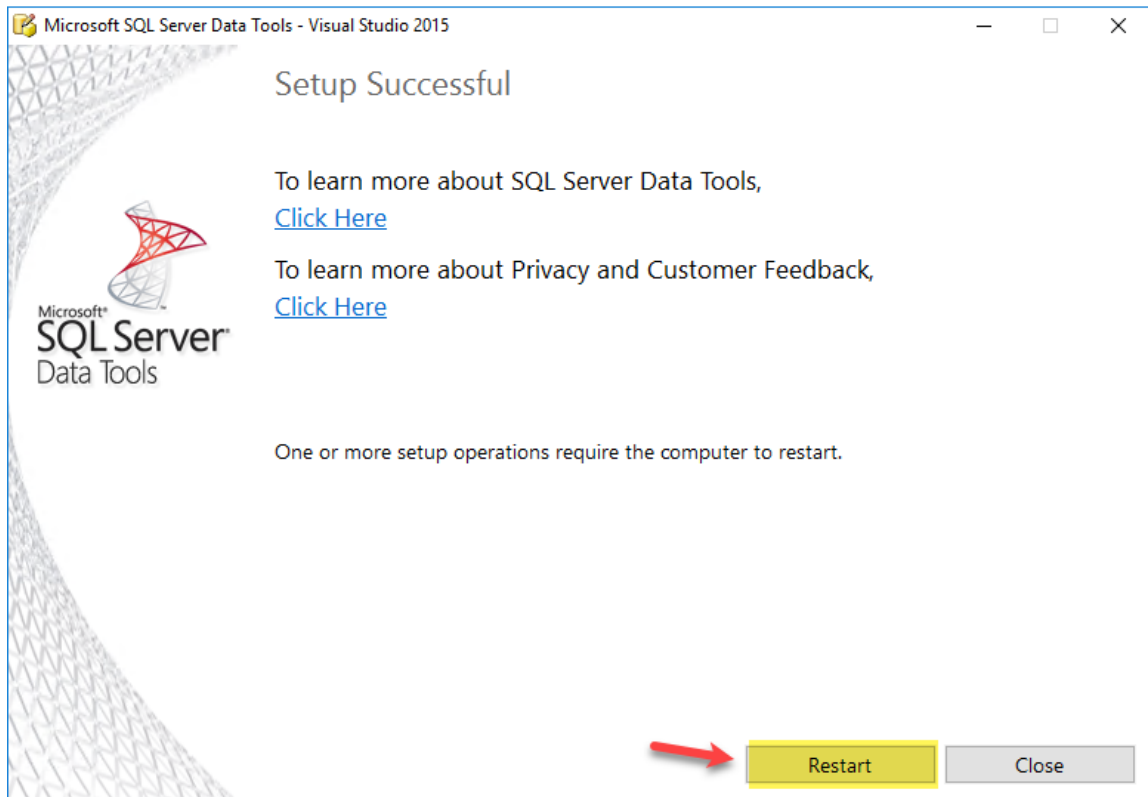 Microsoft SQL Server Data Tools - Visual Studio 2015
Setup Successful
To learn more about SQL Server Data Tools,
Click Here
To learn more about Privacy and Customer Feedback,
Click Here
Microsoft®
SQL Server®
Data Tools
One or more setup operations require the computer to restart.
Restart
Close